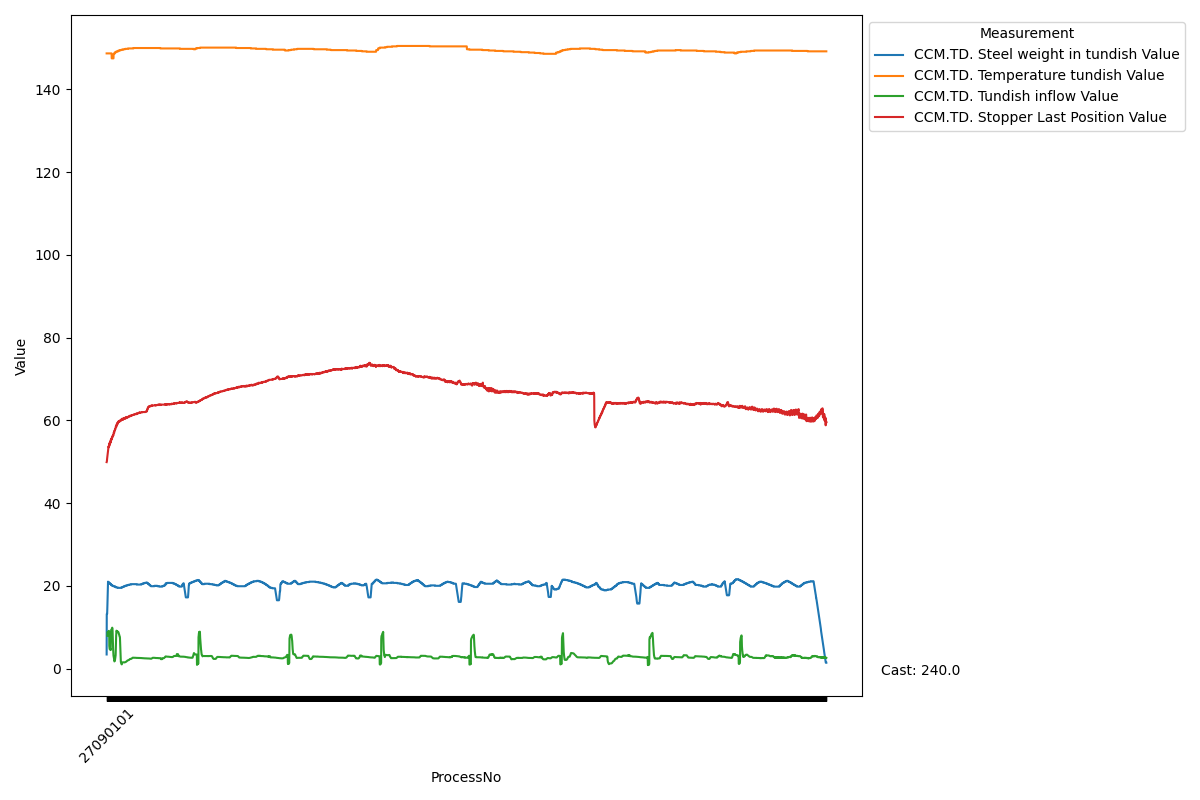 Measurement
CCM.TD. Steel weight in tundish Value
CCM.TD. Temperature tundish Value
CCM.TD. Tundish inflow Value
CCM.TD. Stopper Last Position Value
140
120
100
80
60
40
20
0
Value
Cast: 240.0
27090101
ProcessNo